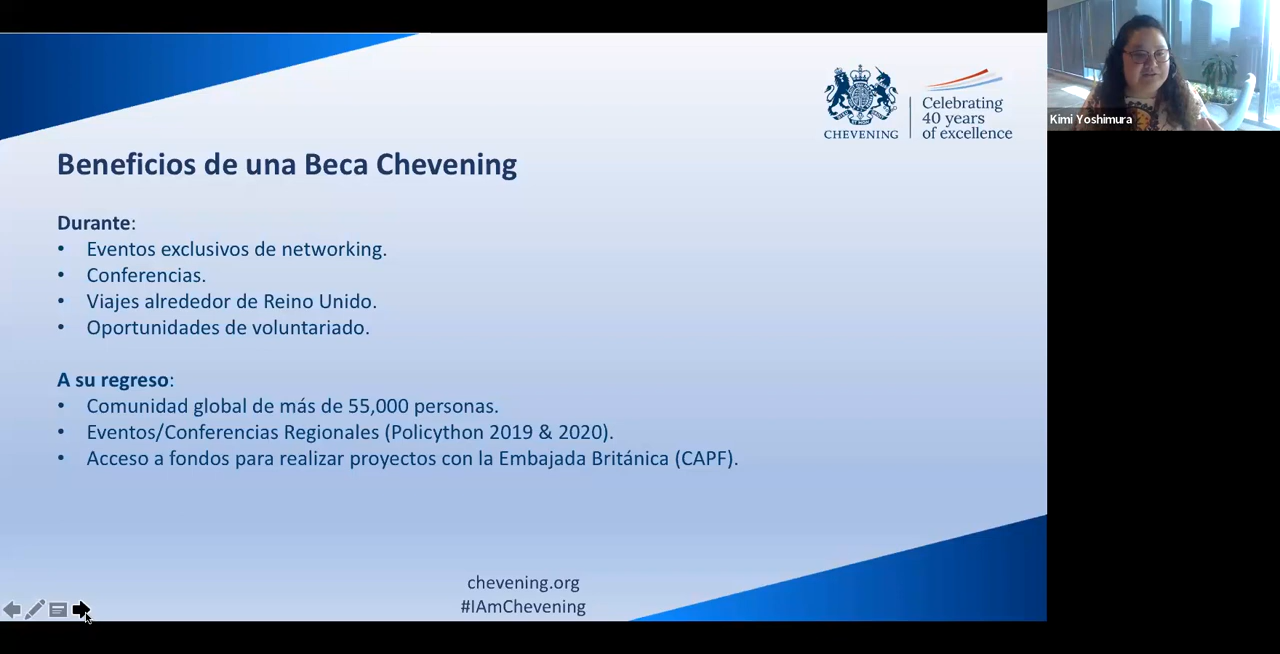 CHEVENING
Celebrating
40 years
of excellence
Kimi Yoshimura
Beneficios de una Beca Chevening
Durante:
• Eventos exclusivos de networking.
• Conferencias.
• Viajes alrededor de Reino Unido.
• Oportunidades de voluntariado.
A su regreso:
• Comunidad global de más de 55,000 personas.
• Eventos/Conferencias Regionales (Policython 2019 & 2020).
• Acceso a fondos para realizar proyectos con la Embajada Británica (CAPF).
chevening.org
#IAmChevening